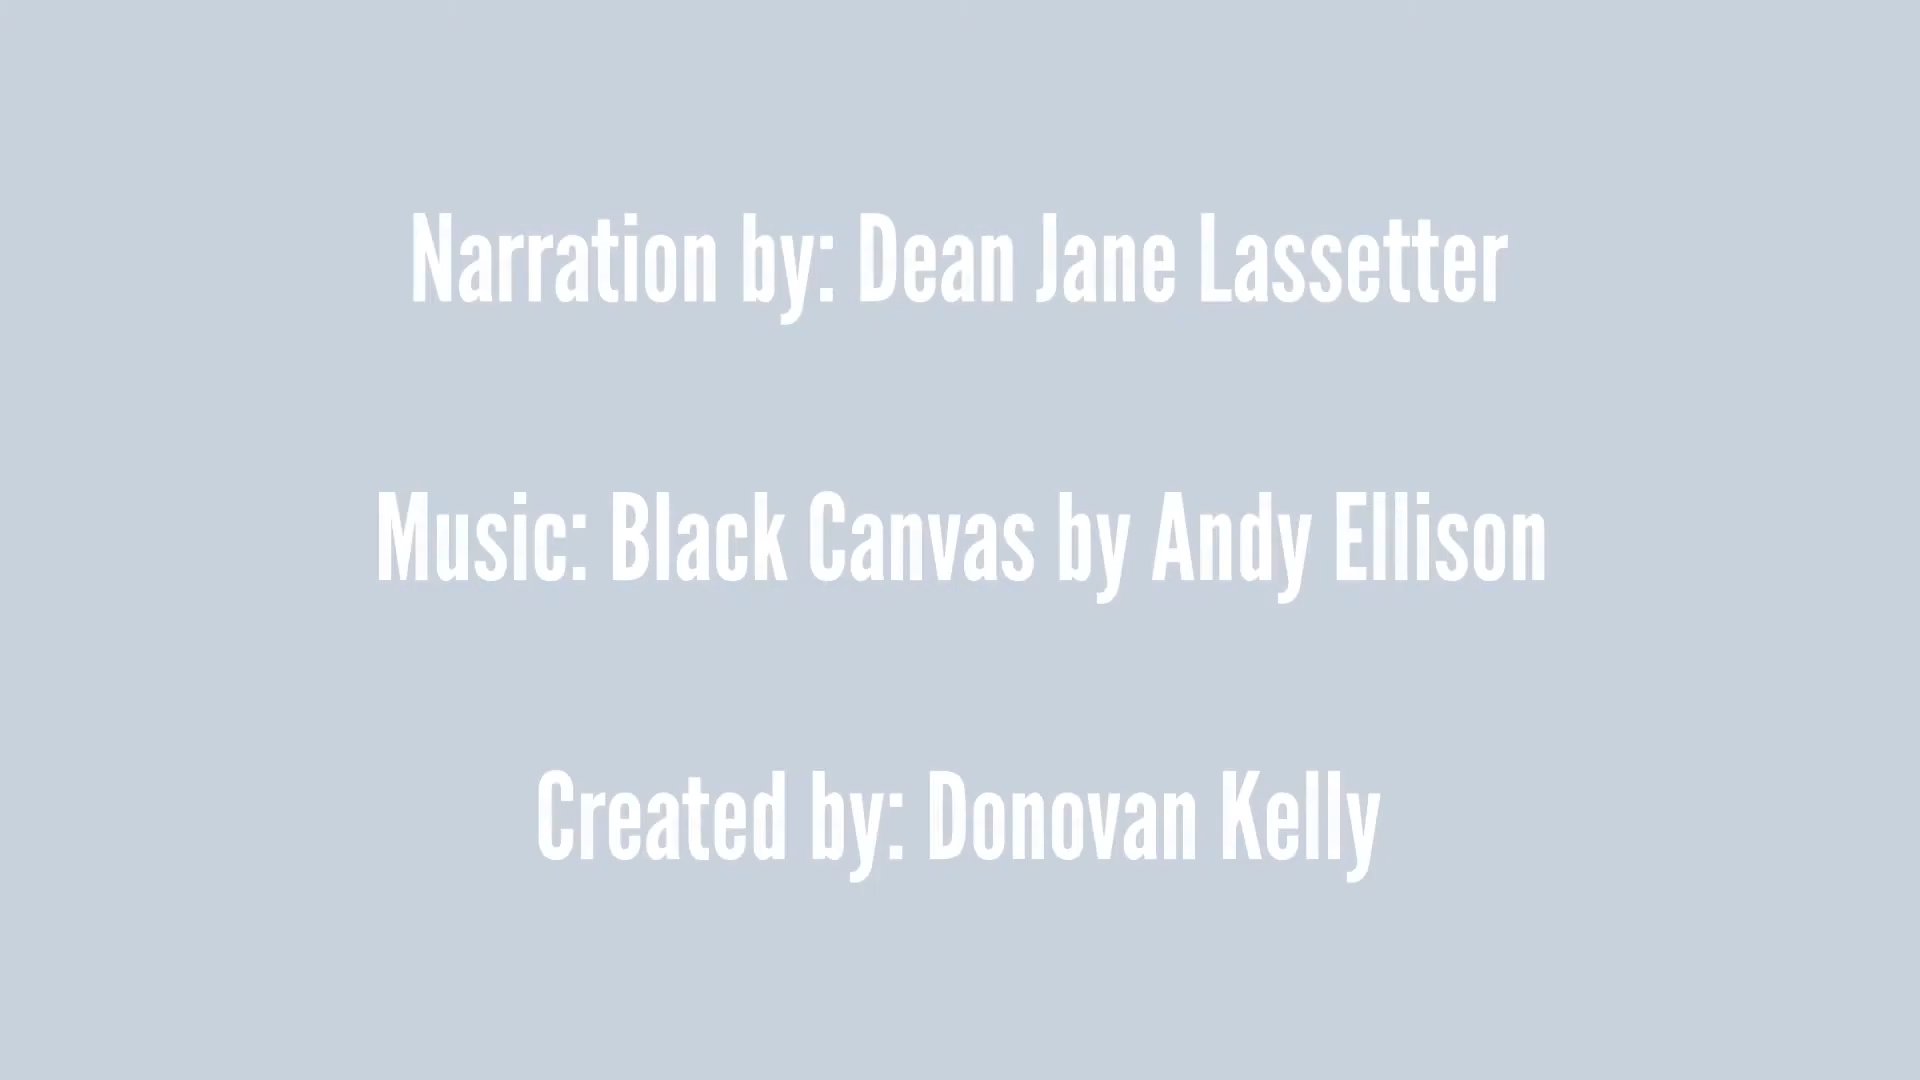 Narration by: Dean Jane Lassetter
Music: Black Canvas by Andy Ellison
Created by: Donovan Kelly